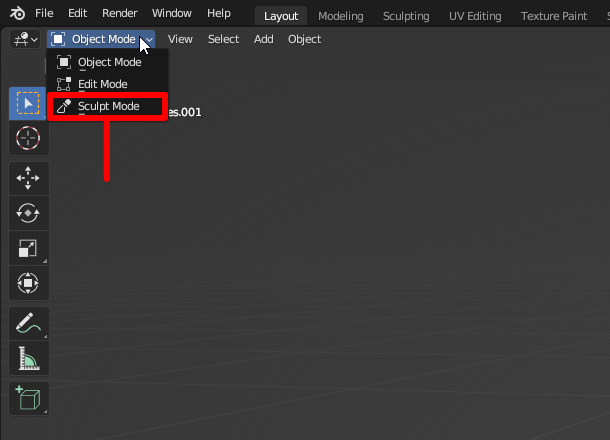 File Edit Render Window Help Layout Modeling Sculpting UV Editing Texture Paint
Object Mode View Select Add Object
Object Mode
Edit Mode
Sculpt Mode
es.001